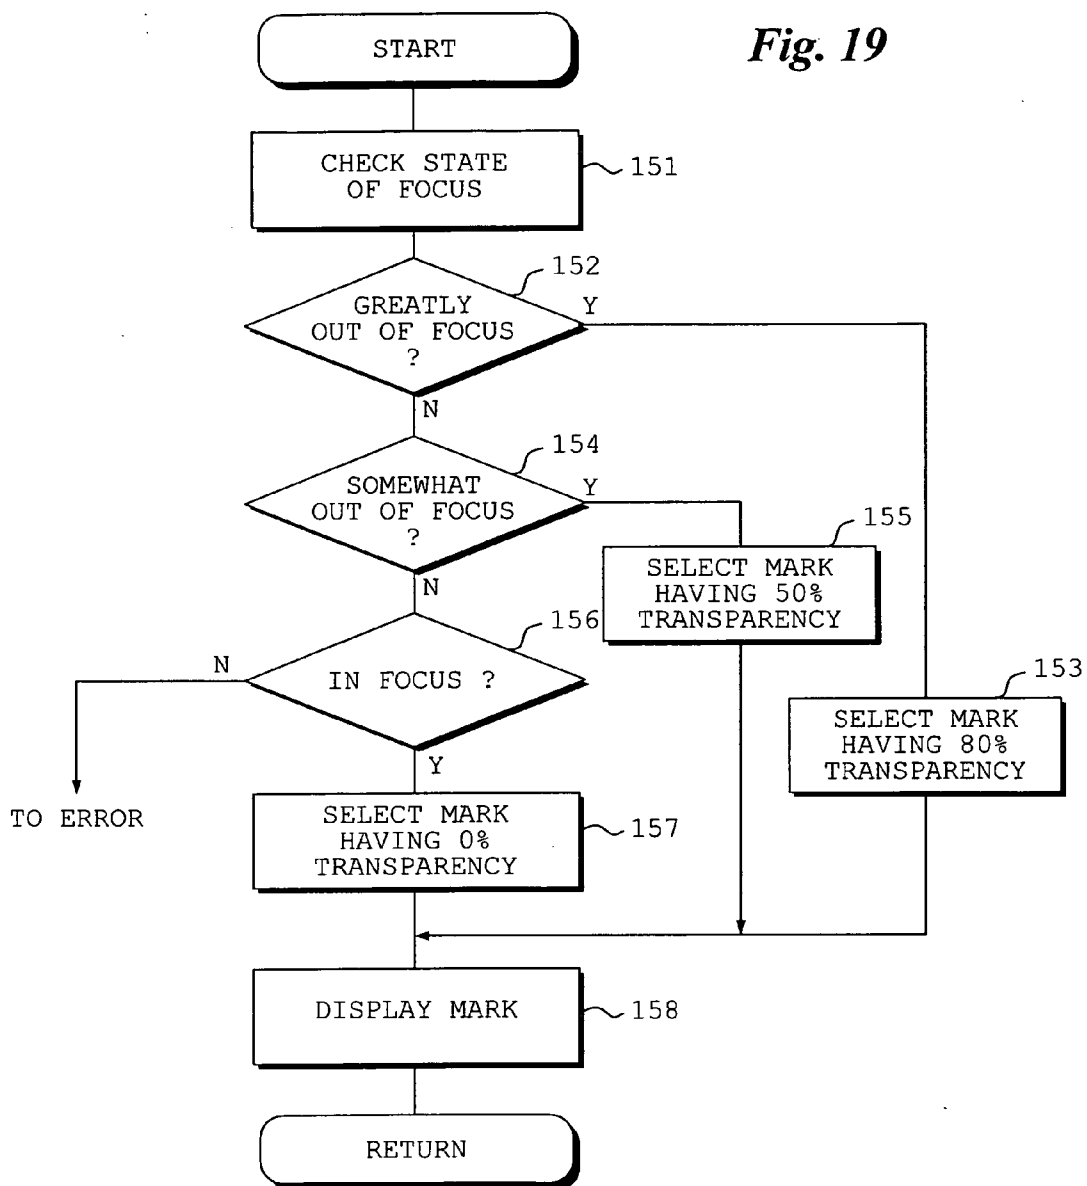 Fig. 19
START
CHECK STATE
OF FOCUS
151
152
GREATLY
OUT OF FOCUS
?
Y
N
154
SOMEWHAT
OUT OF FOCUS
?
Y
N
155
SELECT MARK
HAVING 50%
TRANSPARENCY
156
IN FOCUS ?
N
Y
TO ERROR
153
SELECT MARK
HAVING 80%
TRANSPARENCY
SELECT MARK
HAVING 0%
TRANSPARENCY
157
DISPLAY MARK
158
RETURN